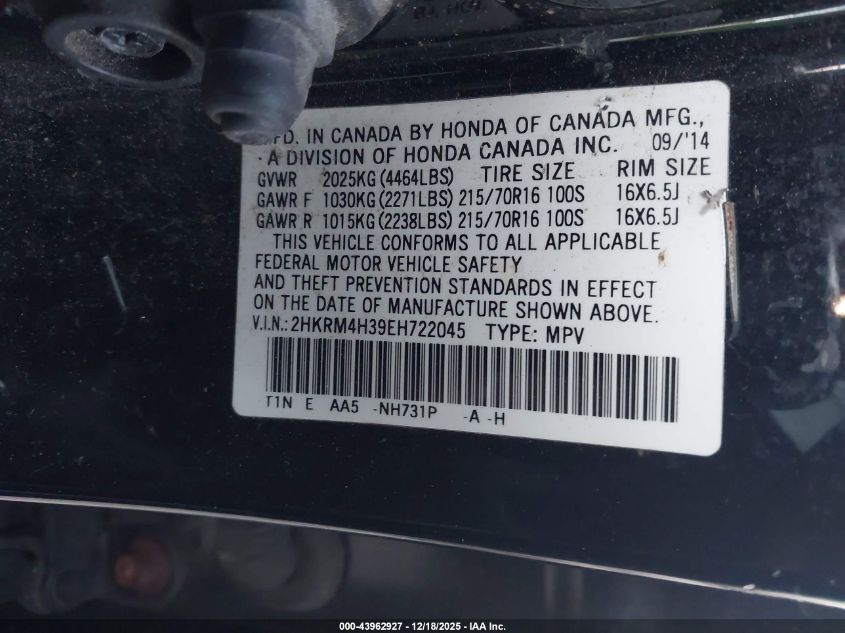 MFD. IN CANADA BY HONDA OF CANADA MFG.,
- A DIVISION OF HONDA CANADA INC. 09/'14
GVWR 2025KG(4464LBS) TIRE SIZE RIM SIZE
GAWR F 1030KG(2271LBS) 215/70R16 100S 16X6.5J
GAWR R 1015KG(2238LBS) 215/70R16 100S 16X6.5J
THIS VEHICLE CONFORMS TO ALL APPLICABLE
FEDERAL MOTOR VEHICLE SAFETY
AND THEFT PREVENTION STANDARDS IN EFFECT
ON THE DATE OF MANUFACTURE SHOWN ABOVE.
V.I.N.:2HKRM4H39EH722045 TYPE: MPV
T1N E AA5 -NH731P -A -H
000-43962927 - 12/18/2025 - IAA Inc.